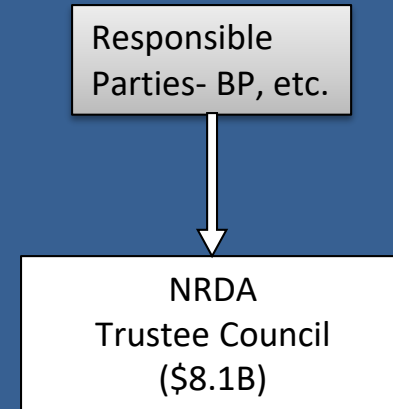 Responsible
Parties- BP, etc.
NRDA
Trustee Council
($8.1B)